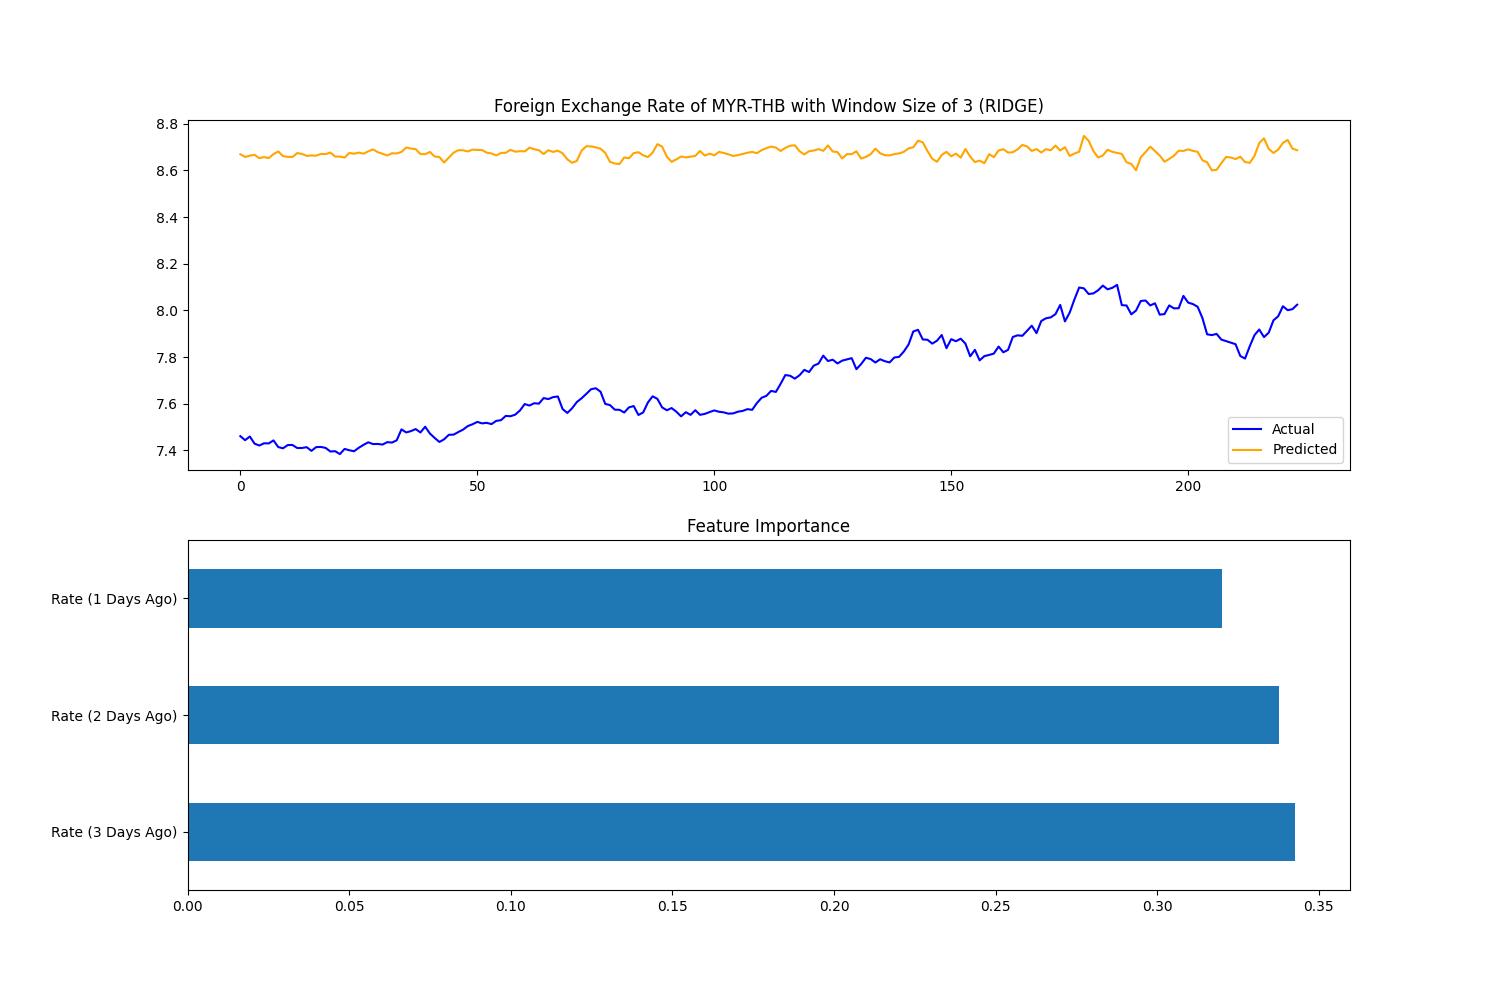 Foreign Exchange Rate of MYR-THB with Window Size of 3 (RIDGE)
8.8
8.6
8.4
8.2
8.0
7.8
7.6
7.4
Actual
Predicted
0 50 100 150 200
Feature Importance
Rate (1 Days Ago)
Rate (2 Days Ago)
Rate (3 Days Ago)
0.00 0.05 0.10 0.15 0.20 0.25 0.30 0.35